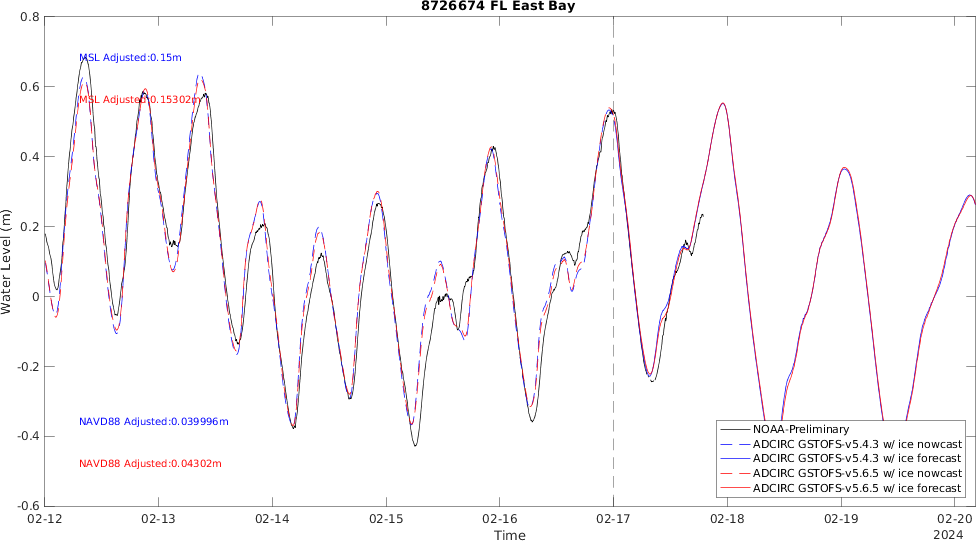 8726674 FL East Bay
0.8
0.6
0.4
0.2
0
-0.2
-0.4
-0.6
Water Level (m)
MSL Adjusted:0.15m
MSL Adjusted:0.15302m
NAVD88 Adjusted:0.039996m
NAVD88 Adjusted:0.04302m
NOAA-Preliminary
ADCIRC GSTOFS-v5.4.3 w/ ice nowcast
ADCIRC GSTOFS-v5.4.3 w/ ice forecast
ADCIRC GSTOFS-v5.6.5 w/ ice nowcast
ADCIRC GSTOFS-v5.6.5 w/ ice forecast
02-12 02-13 02-14 02-15 02-16 02-17 02-18 02-19 02-20
Time
2024